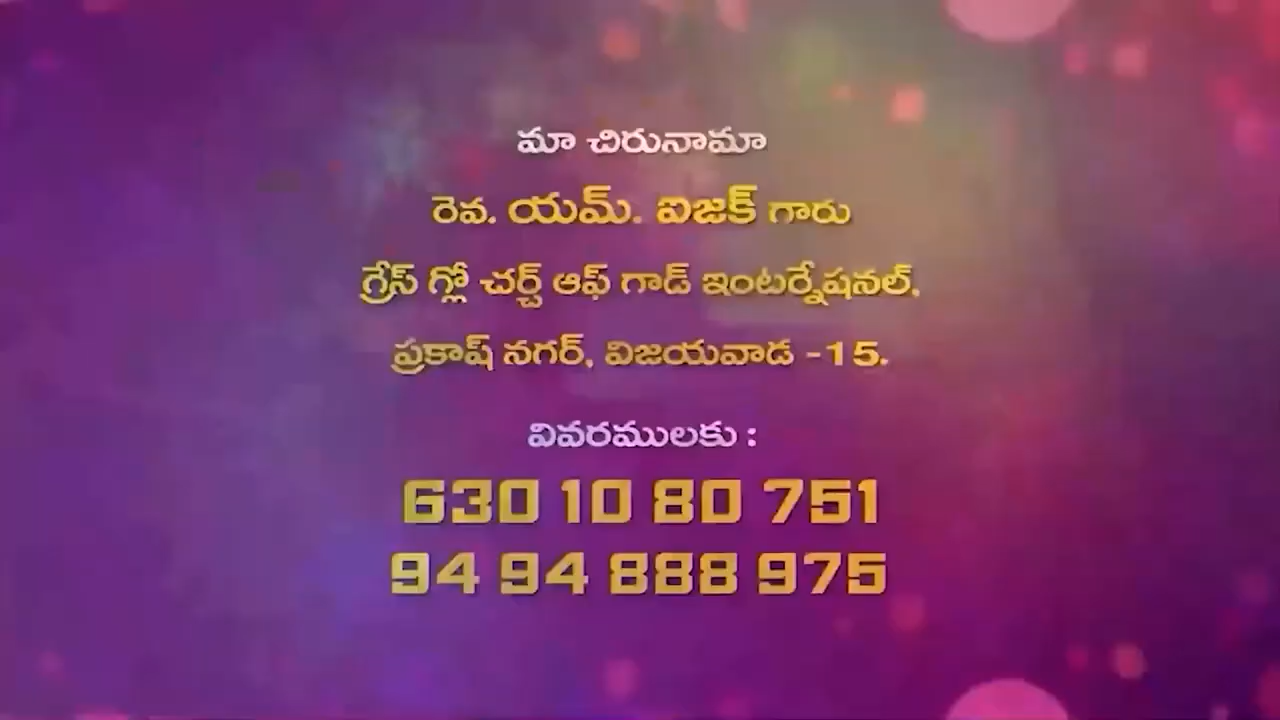 మా చిరునామా
రెవ. యమ్. ఐజక్ గారు
గ్రేస్ గ్లో చర్చ్ ఆఫ్ గాడ్ ఇంటర్నేషనల్,
ప్రకాష్ నగర్, విజయవాడ -15.
వివరములకు :
630 10 80 751
94 94 888 975